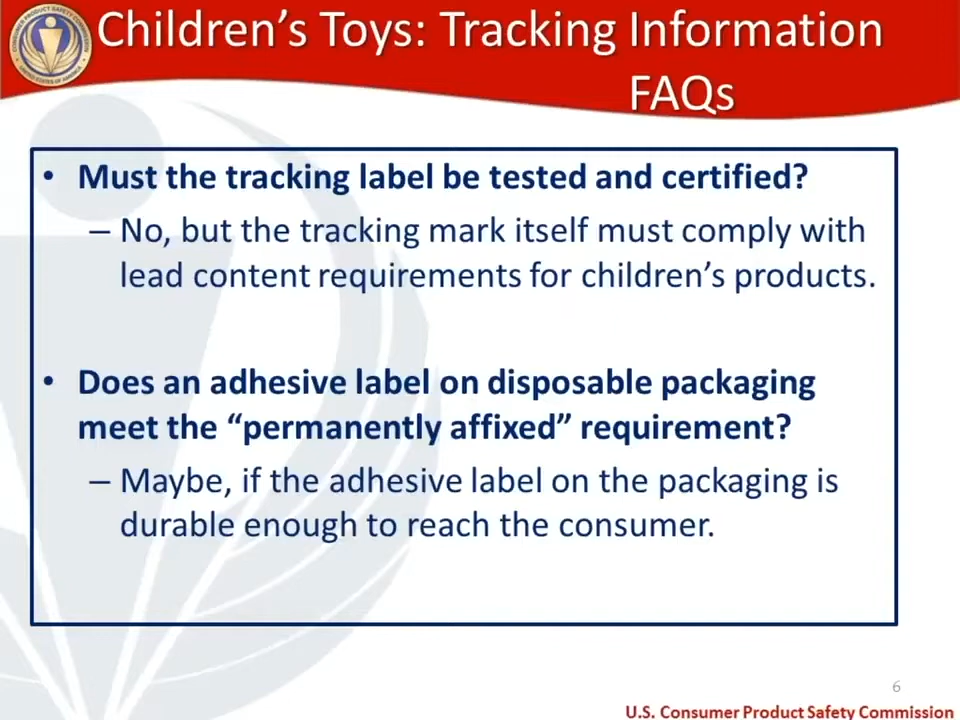 Children's Toys: Tracking Information
FAQs
• Must the tracking label be tested and certified?
– No, but the tracking mark itself must comply with
lead content requirements for children's products.
• Does an adhesive label on disposable packaging
meet the “permanently affixed” requirement?
– Maybe, if the adhesive label on the packaging is
durable enough to reach the consumer.
6
U.S. Consumer Product Safety Commission